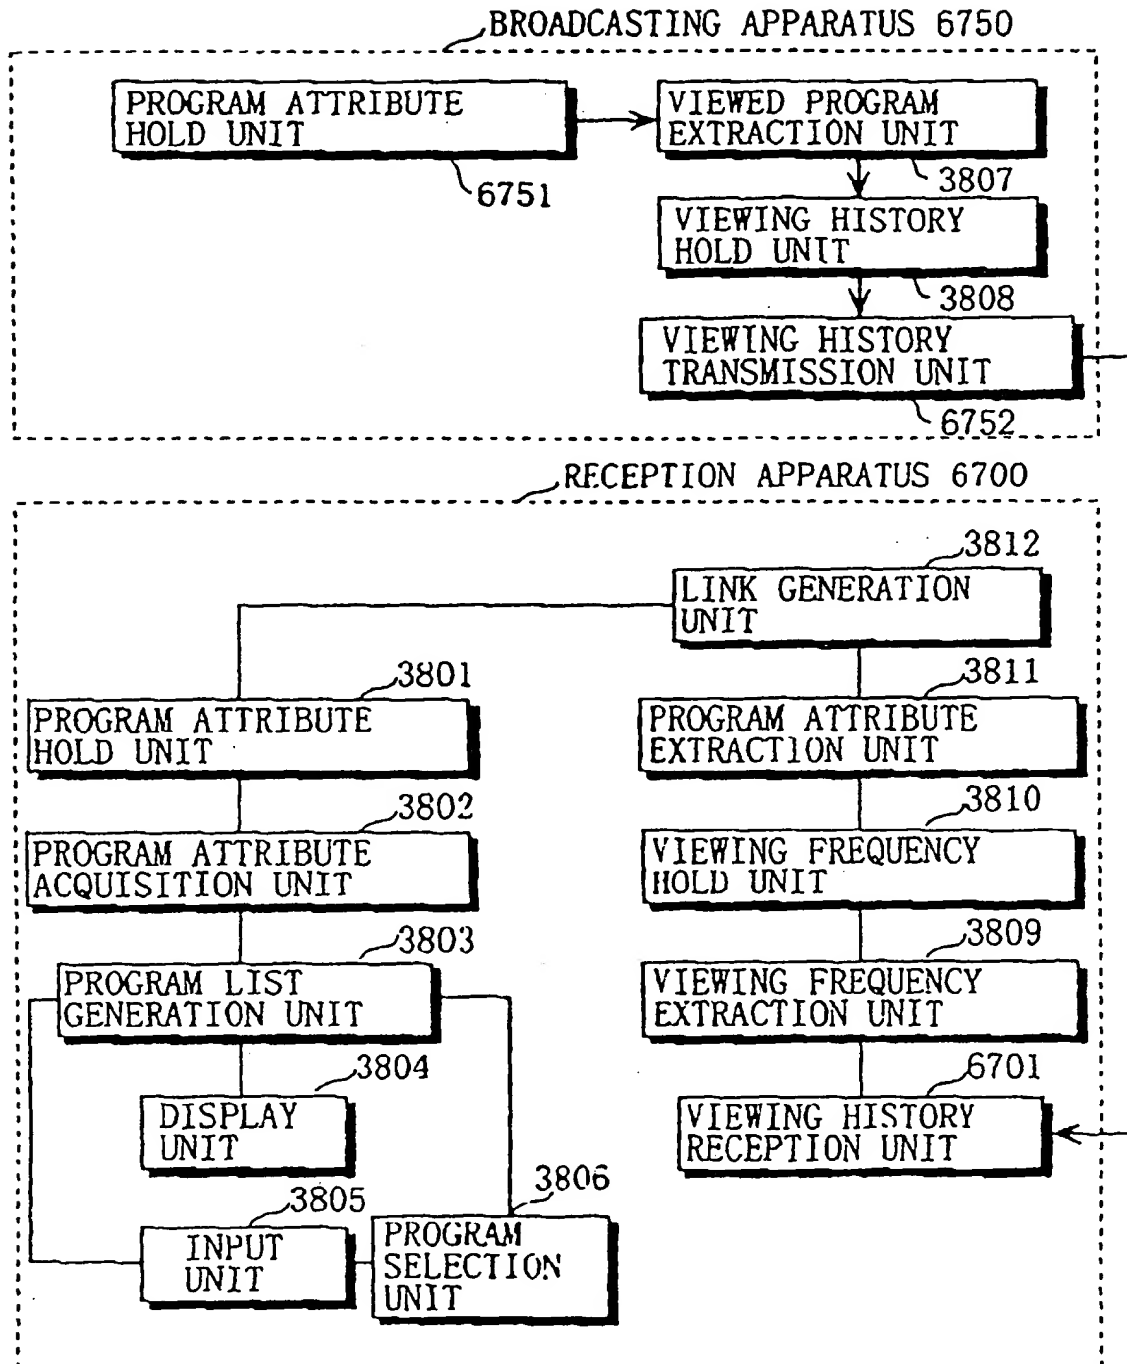 BROADCASTING APPARATUS 6750
PROGRAM ATTRIBUTE
HOLD UNIT
6751
VIEWED PROGRAM
EXTRACTION UNIT
3807
VIEWING HISTORY
HOLD UNIT
3808
VIEWING HISTORY
TRANSMISSION UNIT
6752
RECEPTION APPARATUS 6700
3812
LINK GENERATION
UNIT
3801
PROGRAM ATTRIBUTE
HOLD UNIT
3811
PROGRAM ATTRIBUTE
EXTRACTION UNIT
3802
PROGRAM ATTRIBUTE
ACQUISITION UNIT
3810
VIEWING FREQUENCY
HOLD UNIT
3803
PROGRAM LIST
GENERATION UNIT
3809
VIEWING FREQUENCY
EXTRACTION UNIT
3804
DISPLAY
UNIT
6701
VIEWING HISTORY
RECEPTION UNIT
3805
INPUT
UNIT
3806
PROGRAM
SELECTION
UNIT